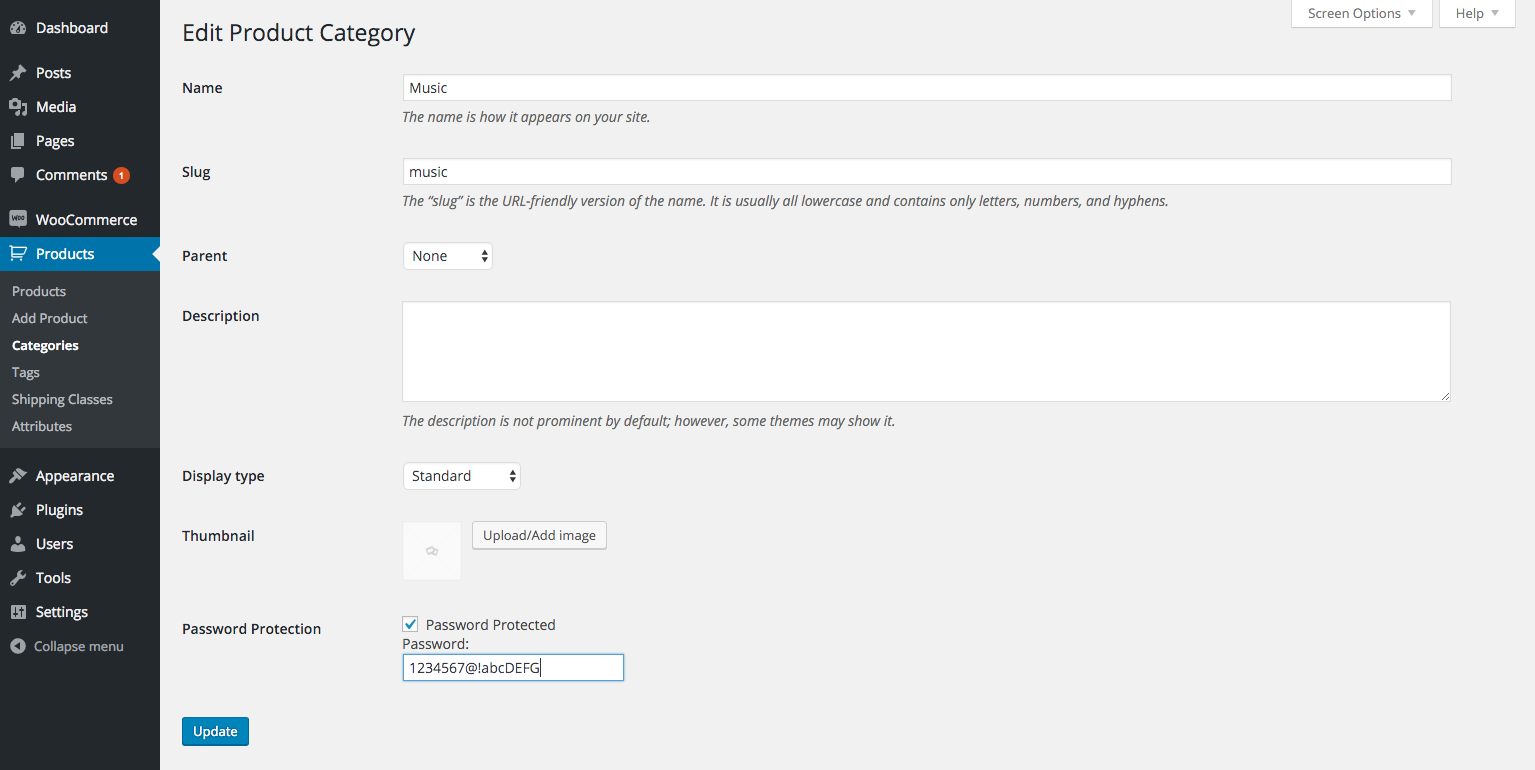 Dashboard
Posts
Media
Pages
Comments 1
WooCommerce
Products
Products
Add Product
Categories
Tags
Shipping Classes
Attributes
Appearance
Plugins
Users
Tools
Settings
Collapse menu
Screen Options
Help
Edit Product Category
Name
Music
The name is how it appears on your site.
Slug
music
The “slug” is the URL-friendly version of the name. It is usually all lowercase and contains only letters, numbers, and hyphens.
Parent
None
Description
The description is not prominent by default; however, some themes may show it.
Display type
Standard
Thumbnail
Upload/Add image
Password Protection
Password Protected
Password:
1234567@!abcDEFG
Update